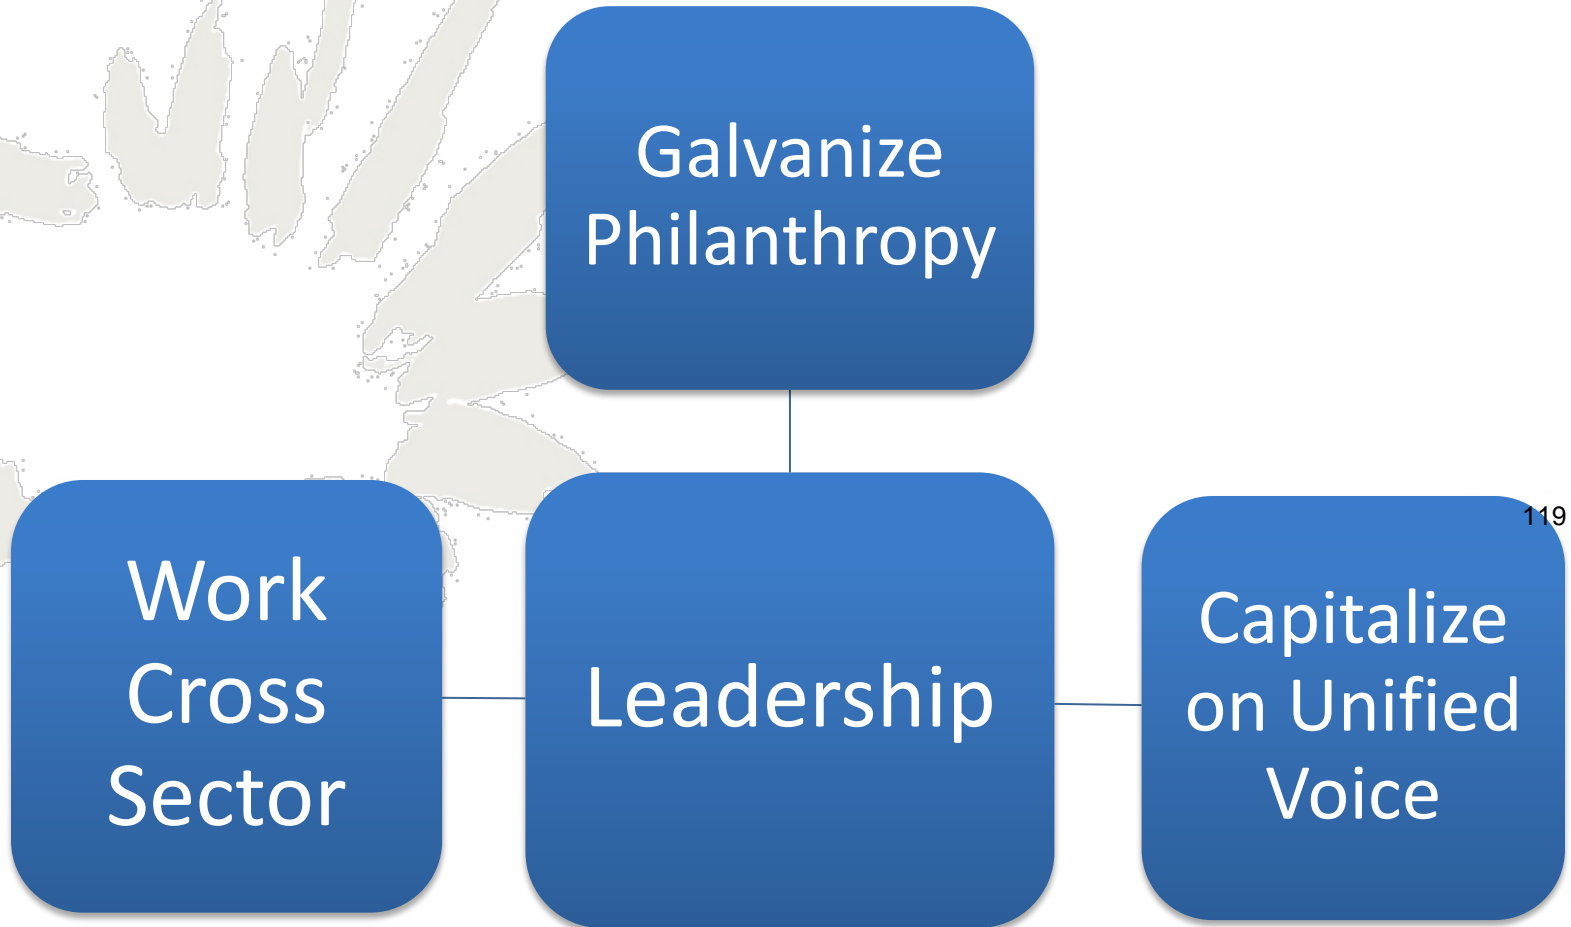 Galvanize
Philanthropy
Work
Cross
Sector
Leadership
119
Capitalize
on Unified
Voice